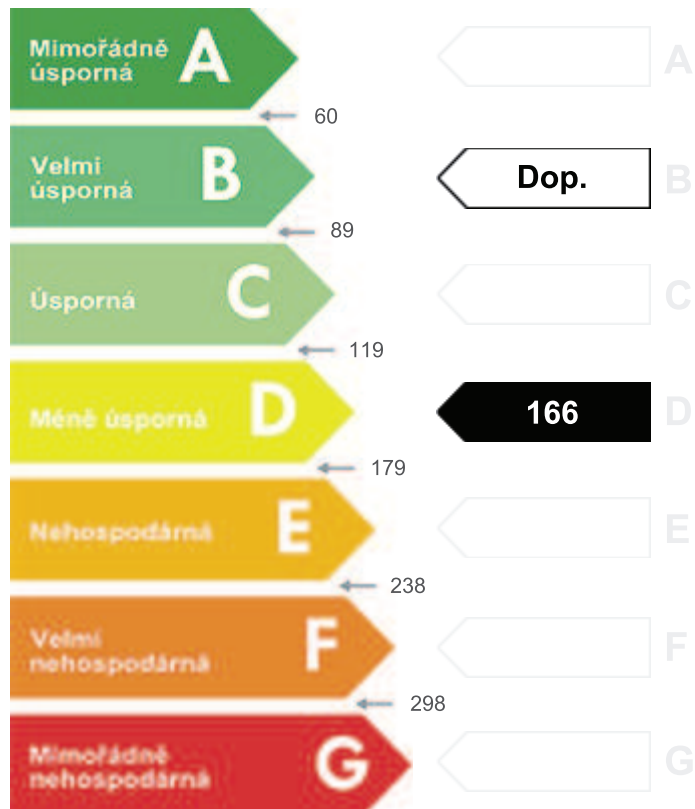 Mimořádně
úsporná
A
A
60
Velmi
úsporná
B
Dop.
B
89
Úsporná
C
C
119
Méně úsporná
D
166
D
179
Nehospodárná
E
E
238
Velmi
nehospodárná
F
F
298
Mimořádně
nehospodárná
G
G